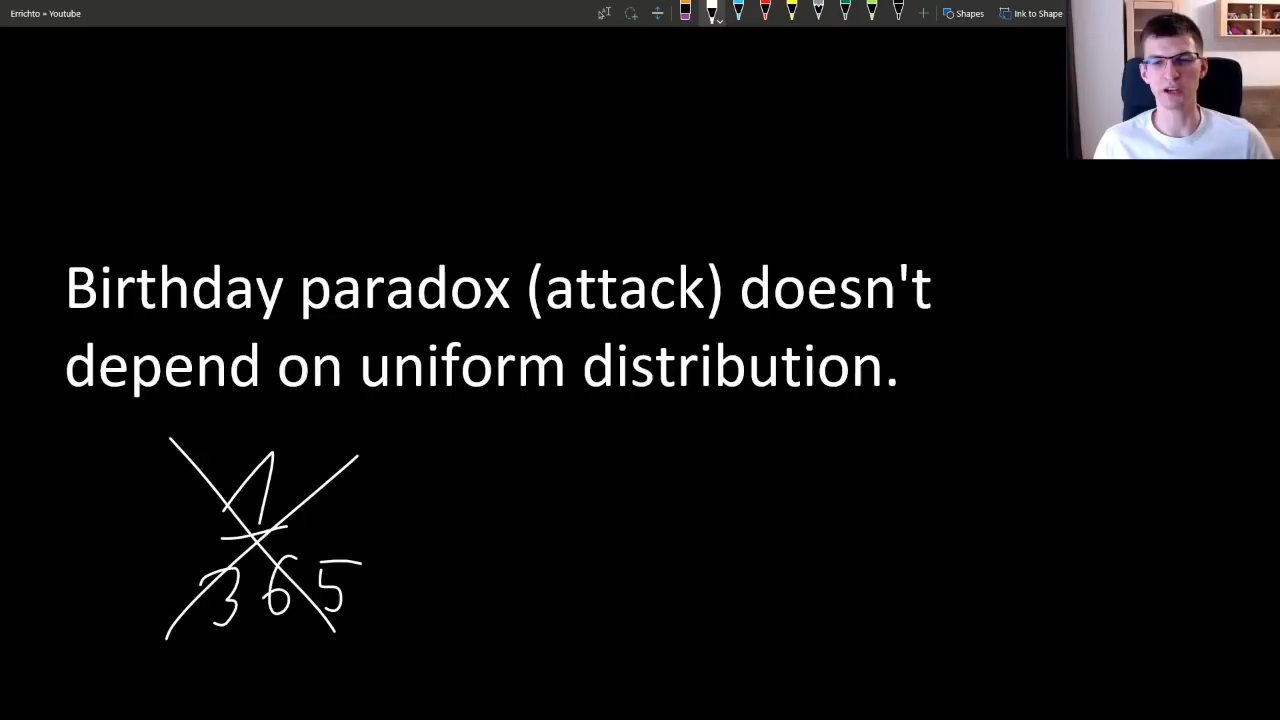 Errichto » Youtube
Shapes
Ink to Shape
Birthday paradox (attack) doesn't
depend on uniform distribution.
1
365